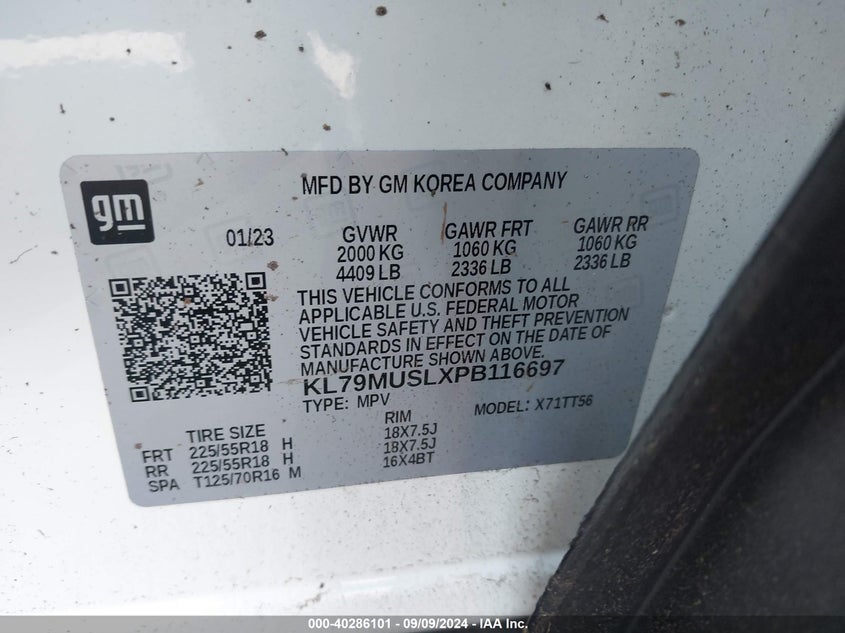 gm
MFD BY GM KOREA COMPANY
01/23
GVWR
2000 KG
4409 LB
GAWR FRT
1060 KG
2336 LB
GAWR RR
1060 KG
2336 LB
THIS VEHICLE CONFORMS TO ALL
APPLICABLE U.S. FEDERAL MOTOR
VEHICLE SAFETY AND THEFT PREVENTION
STANDARDS IN EFFECT ON THE DATE OF
MANUFACTURE SHOWN ABOVE.
KL79MUSLXPB116697
TYPE: MPV
MODEL: X71TT56
TIRE SIZE RIM
FRT 225/55R18 H 18X7.5J
RR 225/55R18 H 18X7.5J
SPA T125/70R16 M 16X4BT
000-40286101 - 09/09/2024 - IAAI.com